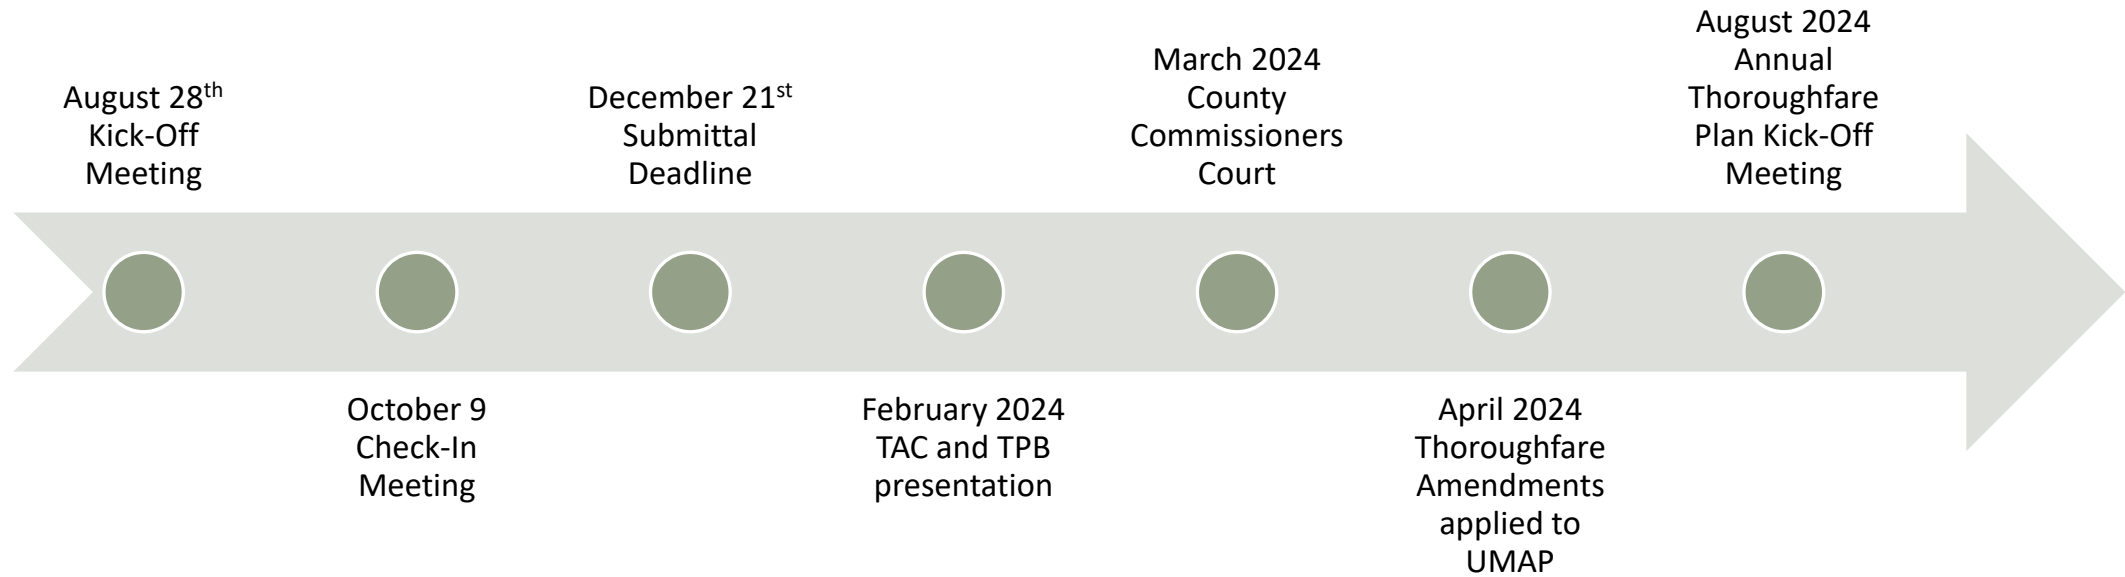 August 28th
Kick-Off
Meeting
October 9
Check-In
Meeting
December 21st
Submittal
Deadline
February 2024
TAC and TPB
presentation
March 2024
County
Commissioners
Court
April 2024
Thoroughfare
Amendments
applied to
UMAP
August 2024
Annual
Thoroughfare
Plan Kick-Off
Meeting